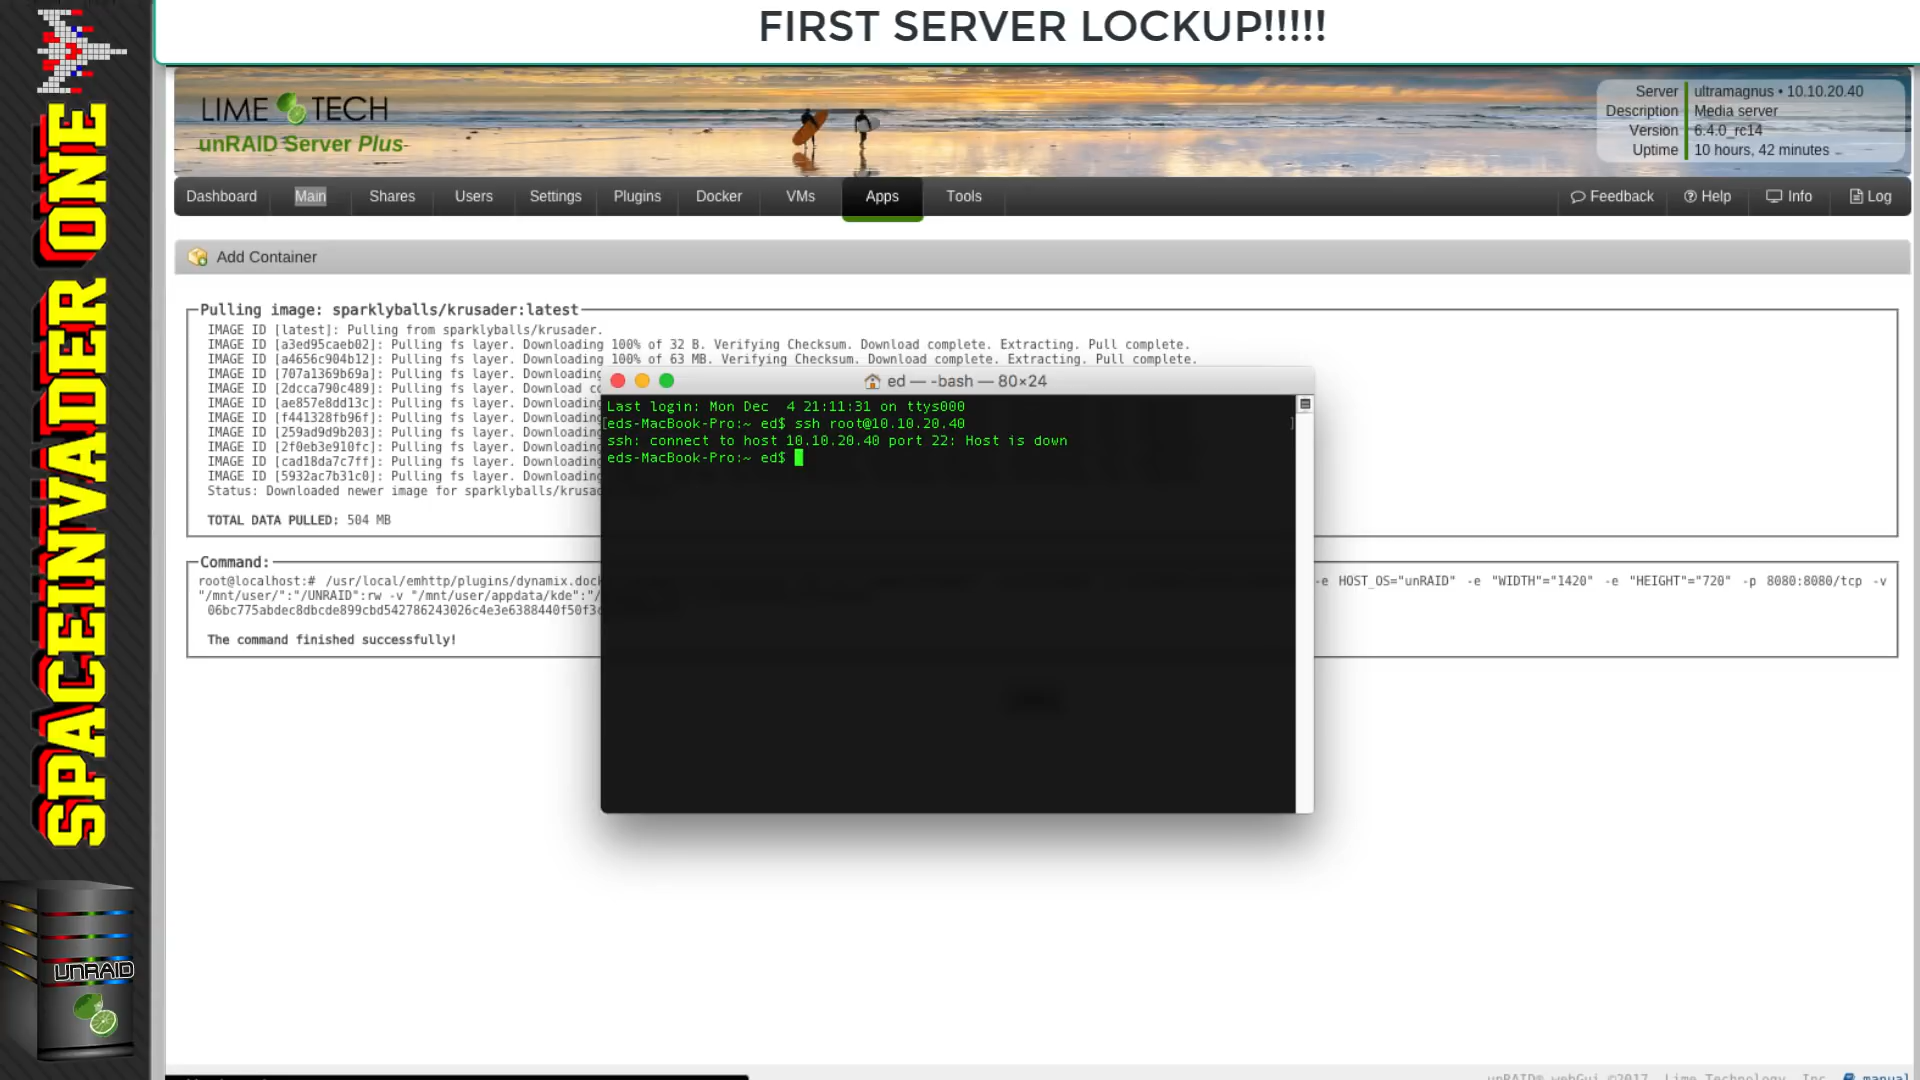 FIRST SERVER LOCKUP!!!!!
SPACEINVADER ONE
LIME TECH
unRAID Server Plus
Server ultramagnus • 10.10.20.40
Description Media server
Version 6.4.0_rc14
Uptime 10 hours, 42 minutes
Dashboard Main Shares Users Settings Plugins Docker VMs Apps Tools Feedback Help Info Log
Add Container
Pulling image: sparklyballs/krusader:latest
IMAGE ID [latest]: Pulling from sparklyballs/krusader.
IMAGE ID [a3ed95caeb02]: Pulling fs layer. Downloading 100% of 32 B. Verifying Checksum. Download complete. Extracting. Pull complete.
IMAGE ID [a4656c904b12]: Pulling fs layer. Downloading 100% of 63 MB. Verifying Checksum. Download complete. Extracting. Pull complete.
IMAGE ID [707a1369b69a]: Pulling fs layer. Downloading
IMAGE ID [2dcca790c489]: Pulling fs layer. Download
IMAGE ID [ae857e8dd13c]: Pulling fs layer. Downloading
IMAGE ID [f441328fb96f]: Pulling fs layer. Downloading
IMAGE ID [259ad9d9b203]: Pulling fs layer. Downloading
IMAGE ID [2f0eb3e910fc]: Pulling fs layer. Downloading
IMAGE ID [cad18da7c7ff]: Pulling fs layer. Downloading
IMAGE ID [5932ac7b31c0]: Pulling fs layer. Downloading
Status: Downloaded newer image for sparklyballs/krusa
TOTAL DATA PULLED: 504 MB
Command:
root@localhost:# /usr/local/emhttp/plugins/dynamix.dock -e HOST_OS="unRAID" -e "WIDTH"="1420" -e "HEIGHT"="720" -p 8080:8080/tcp -v
"/mnt/user/":"/UNRAID":rw -v "/mnt/user/appdata/kde":"/
06bc775abdec8dbcde899cbd542786243026c4e3e6388440f50f3
The command finished successfully!
ed — -bash — 80×24
Last login: Mon Dec 4 21:11:31 on ttys000
[eds-MacBook-Pro:~ ed$ ssh root@10.10.20.40 ]
ssh: connect to host 10.10.20.40 port 22: Host is down
eds-MacBook-Pro:~ ed$
UNRAID
unRAID® webGui ©2017, Lime Technology, Inc. manual